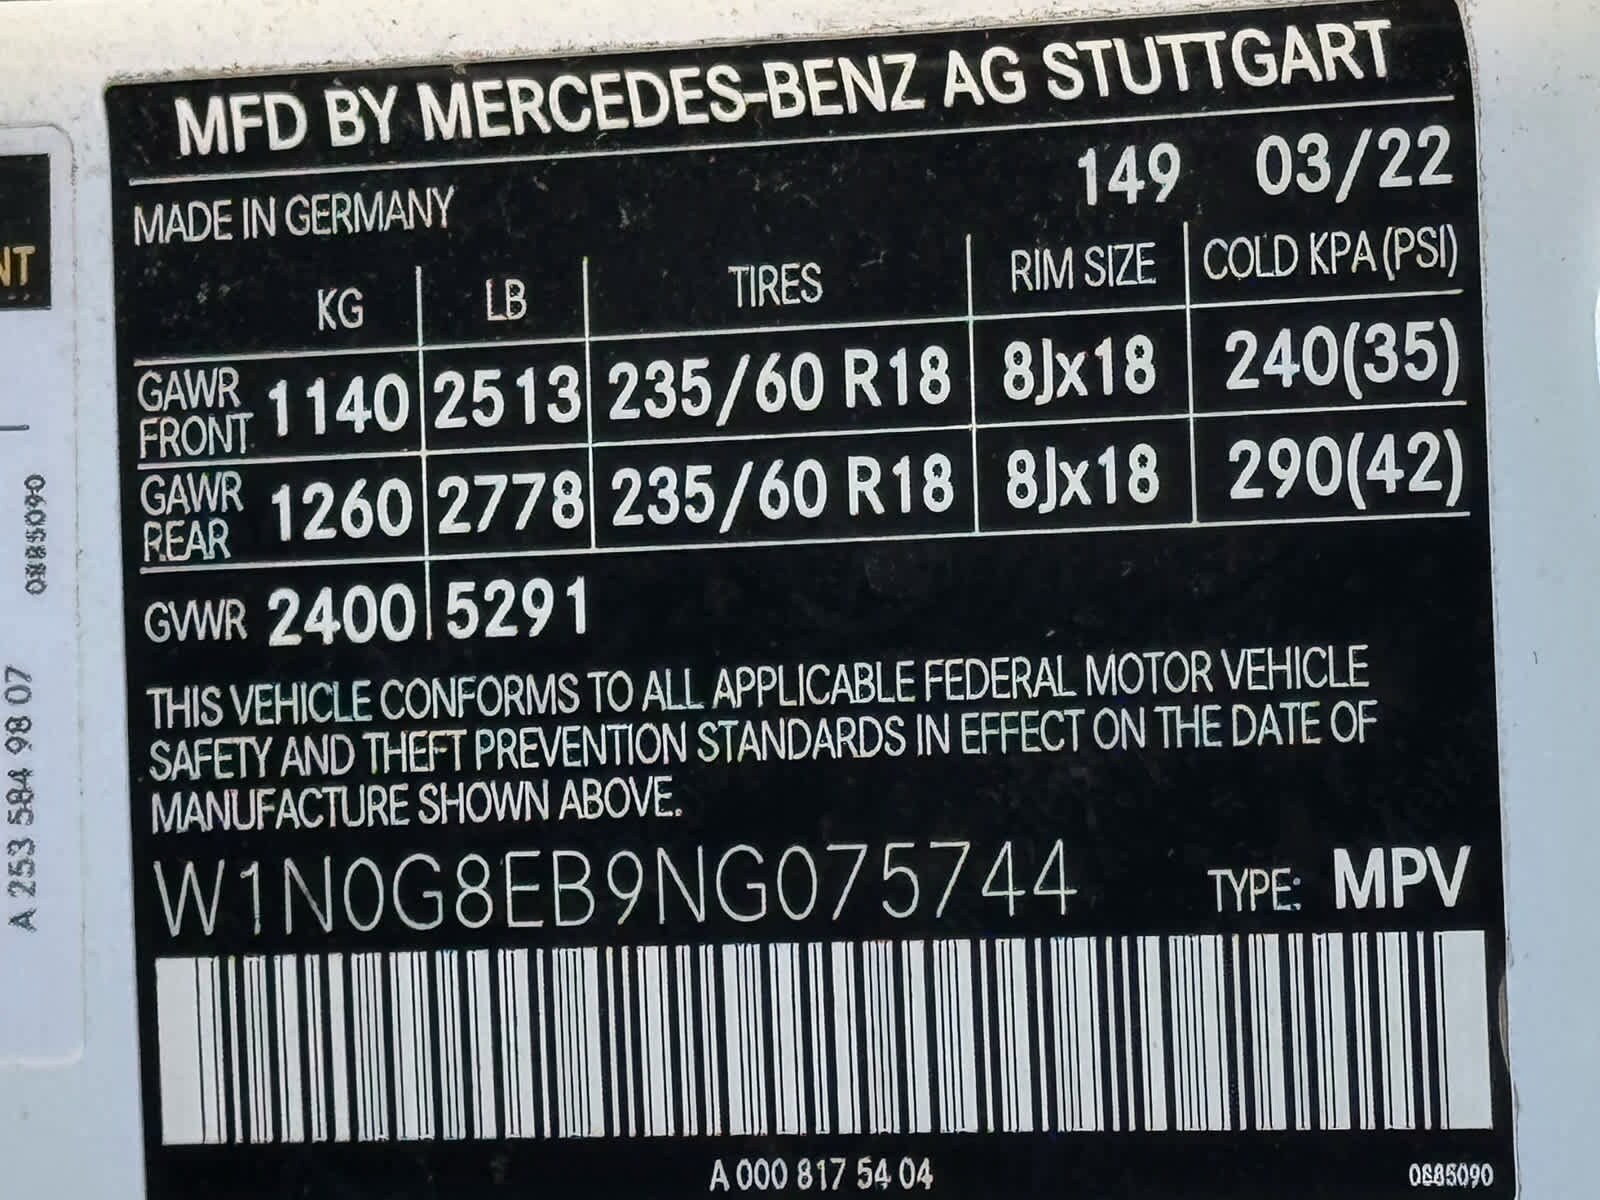 MFD BY MERCEDES-BENZ AG STUTTGART
149 03/22
MADE IN GERMANY
KG LB TIRES RIM SIZE COLD KPA (PSI)
GAWR FRONT 1140 2513 235/60 R18 8Jx18 240(35)
GAWR REAR 1260 2778 235/60 R18 8Jx18 290(42)
GVWR 2400 5291
THIS VEHICLE CONFORMS TO ALL APPLICABLE FEDERAL MOTOR VEHICLE
SAFETY AND THEFT PREVENTION STANDARDS IN EFFECT ON THE DATE OF
MANUFACTURE SHOWN ABOVE.
W1N0G8EB9NG075744 TYPE: MPV
A 000 817 54 04 0885090
NT
A 253 584 98 07 0885090